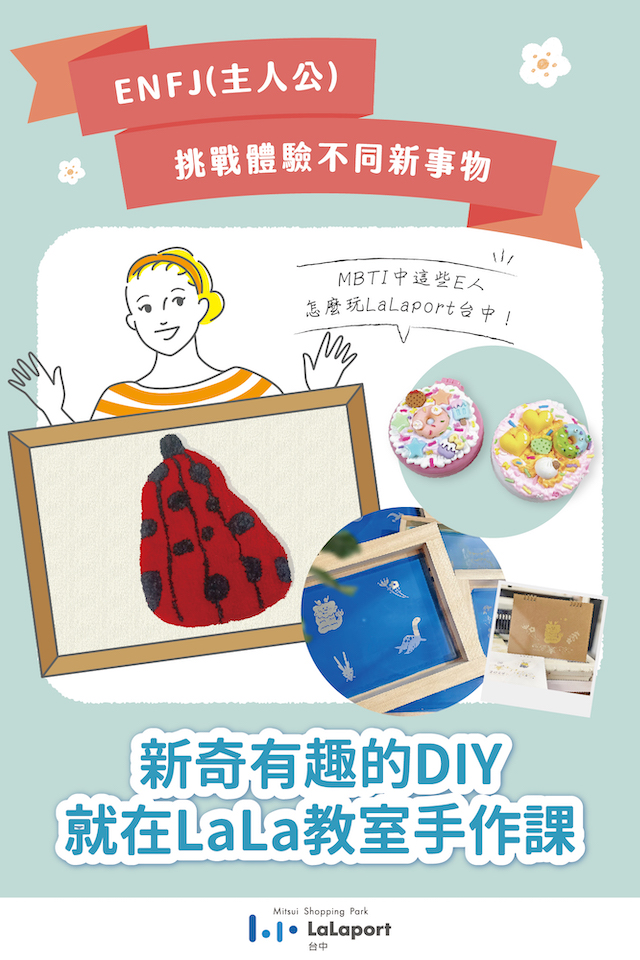 ENFJ(主人公)
挑戰體驗不同新事物
MBTI中這些E人
怎麼玩LaLaport台中！
新奇有趣的DIY
就在LaLa教室手作課
Mitsui Shopping Park
LaLaport
台中